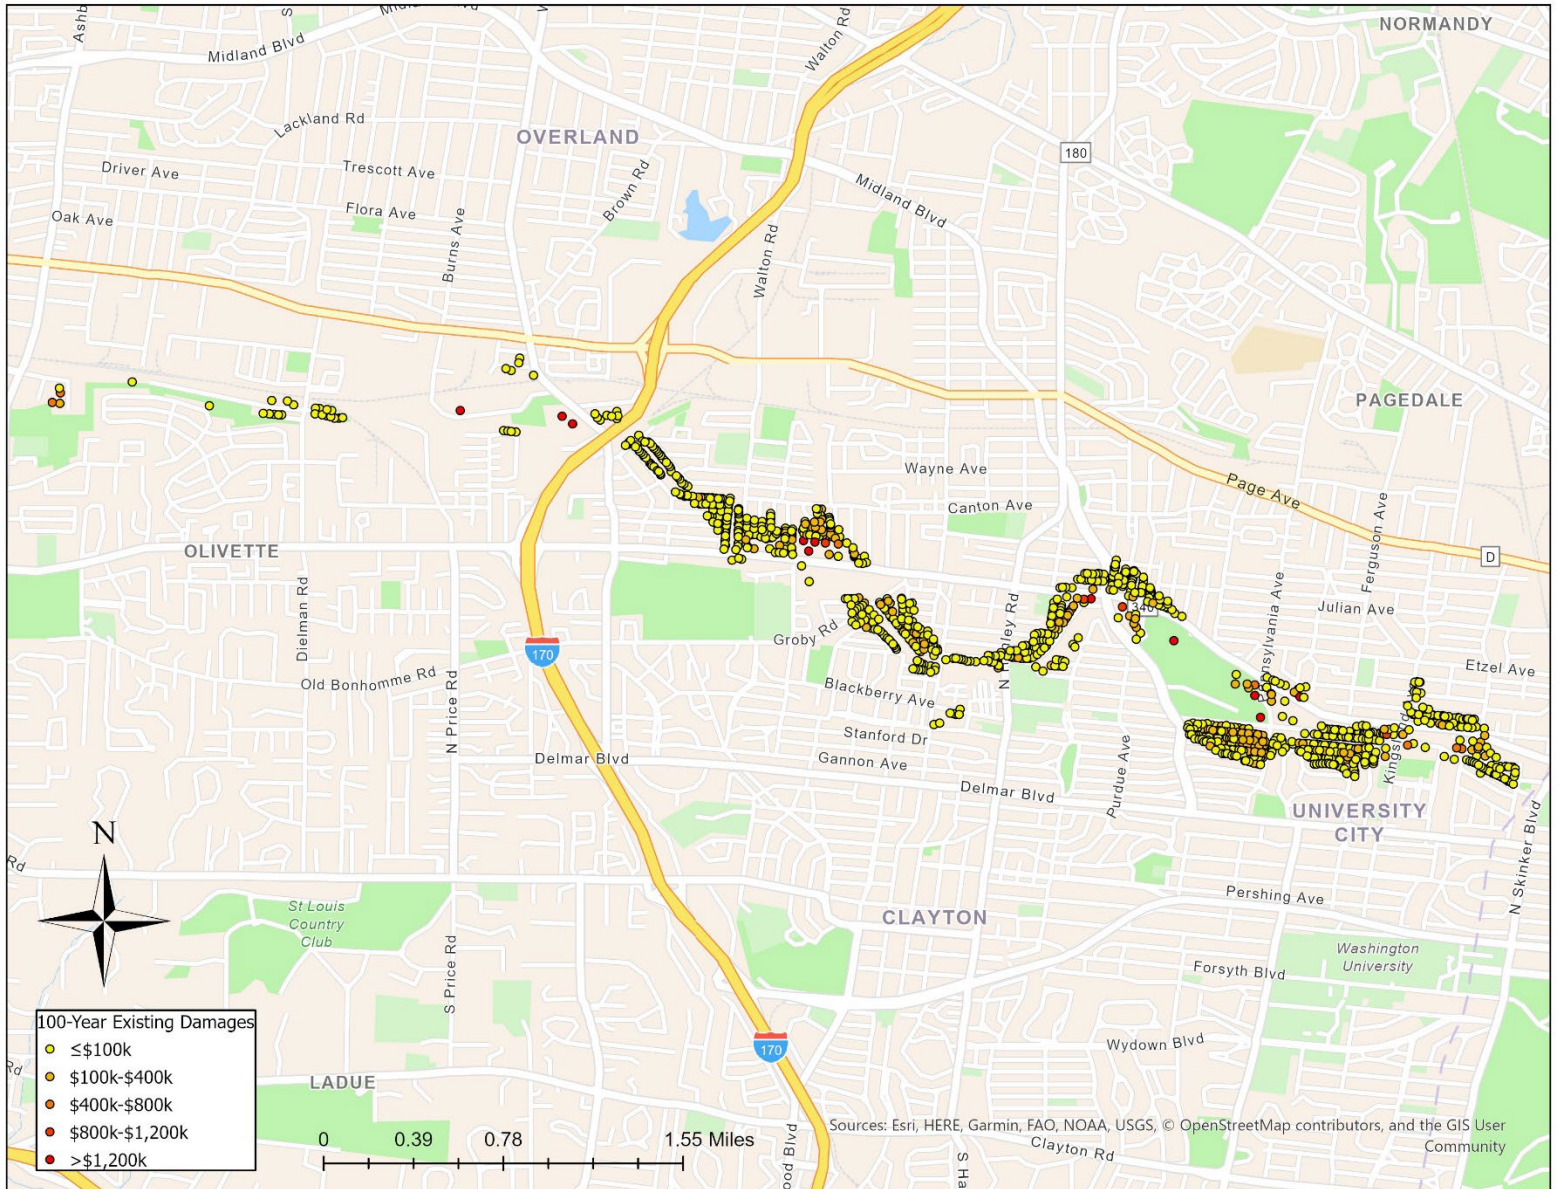 Ashb
S
Midland Blvd
Walton Rd
NORMANDY
Lackland Rd
OVERLAND
180
Driver Ave
Trescott Ave
Brown Rd
Midland Blvd
Oak Ave
Flora Ave
Burns Ave
Walton Rd
PAGEDALE
Wayne Ave
Page Ave
Canton Ave
Ferguson Ave
OLIVETTE
D
Dielman Rd
Julian Ave
Groby Rd
170
Etzel Ave
Old Bonhomme Rd
N Price Rd
Blackberry Ave
Stanford Dr
Delmar Blvd
Gannon Ave
Purdue Ave
Delmar Blvd
UNIVERSITY
CITY
N
Rd
N Skinker Blvd
Pershing Ave
St Louis
Country
Club
CLAYTON
Washington
University
S Price Rd
Forsyth Blvd
170
Wydown Blvd
Rd
LADUE
100-Year Existing Damages
≤$100k
$100k-$400k
$400k-$800k
$800k-$1,200k
>$1,200k
0 0.39 0.78 1.55 Miles
ood Blvd
S Ha
Clayton Rd
Sources: Esri, HERE, Garmin, FAO, NOAA, USGS, © OpenStreetMap contributors, and the GIS User
Community